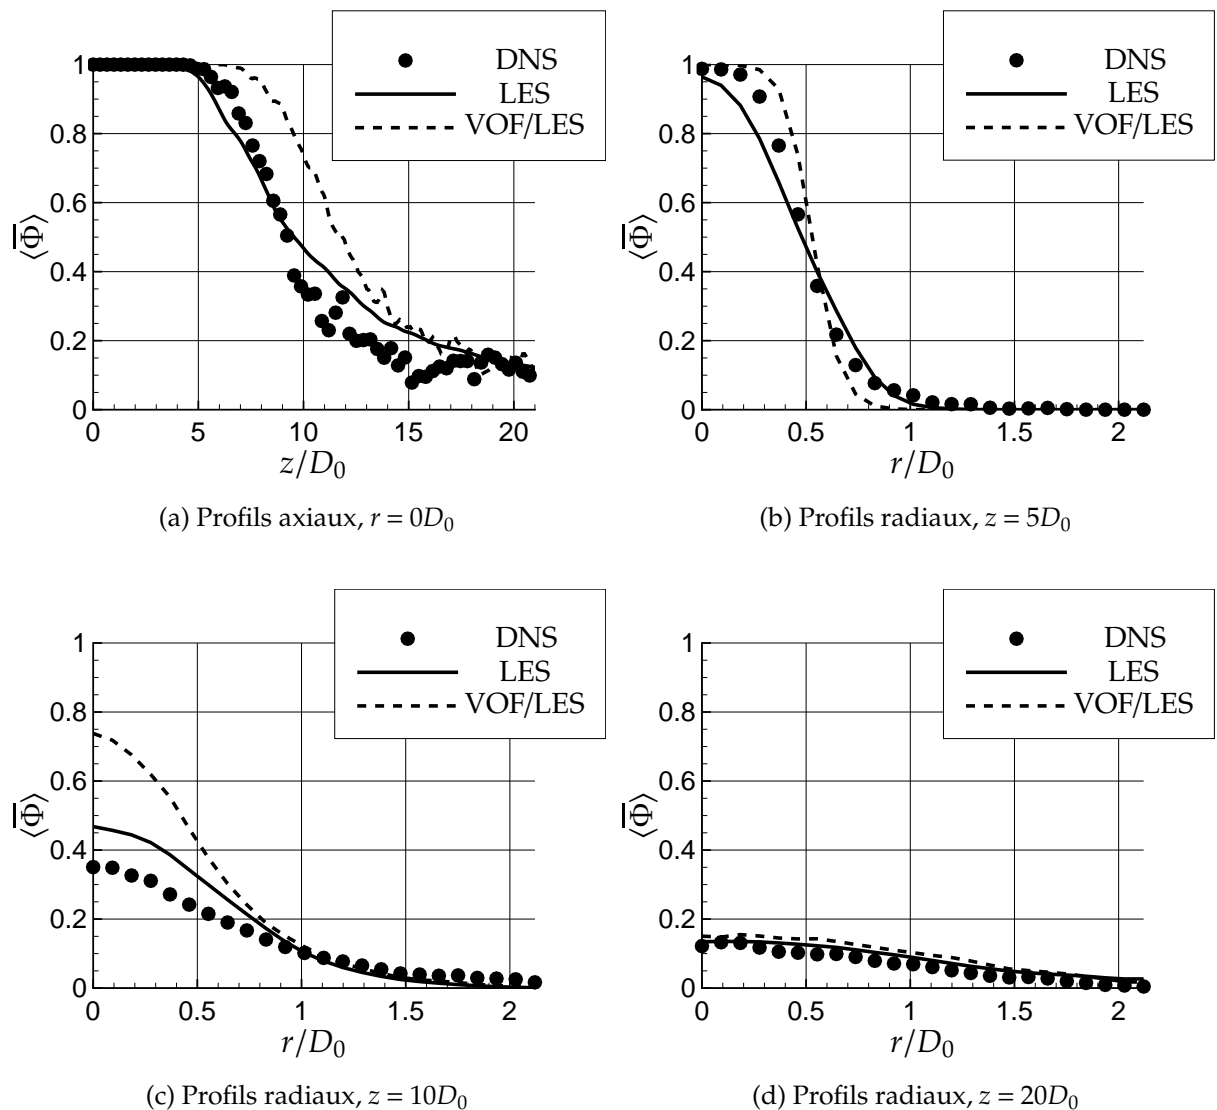 DNS
LES
VOF/LES
1
0.8
0.6
0.4
0.2
0
⟨Φ̅⟩
0 5 10 15 20
z/D₀
(a) Profils axiaux, r = 0D₀
DNS
LES
VOF/LES
1
0.8
0.6
0.4
0.2
0
⟨Φ̅⟩
0 0.5 1 1.5 2
r/D₀
(b) Profils radiaux, z = 5D₀
DNS
LES
VOF/LES
1
0.8
0.6
0.4
0.2
0
⟨Φ̅⟩
0 0.5 1 1.5 2
r/D₀
(c) Profils radiaux, z = 10D₀
DNS
LES
VOF/LES
1
0.8
0.6
0.4
0.2
0
⟨Φ̅⟩
0 0.5 1 1.5 2
r/D₀
(d) Profils radiaux, z = 20D₀